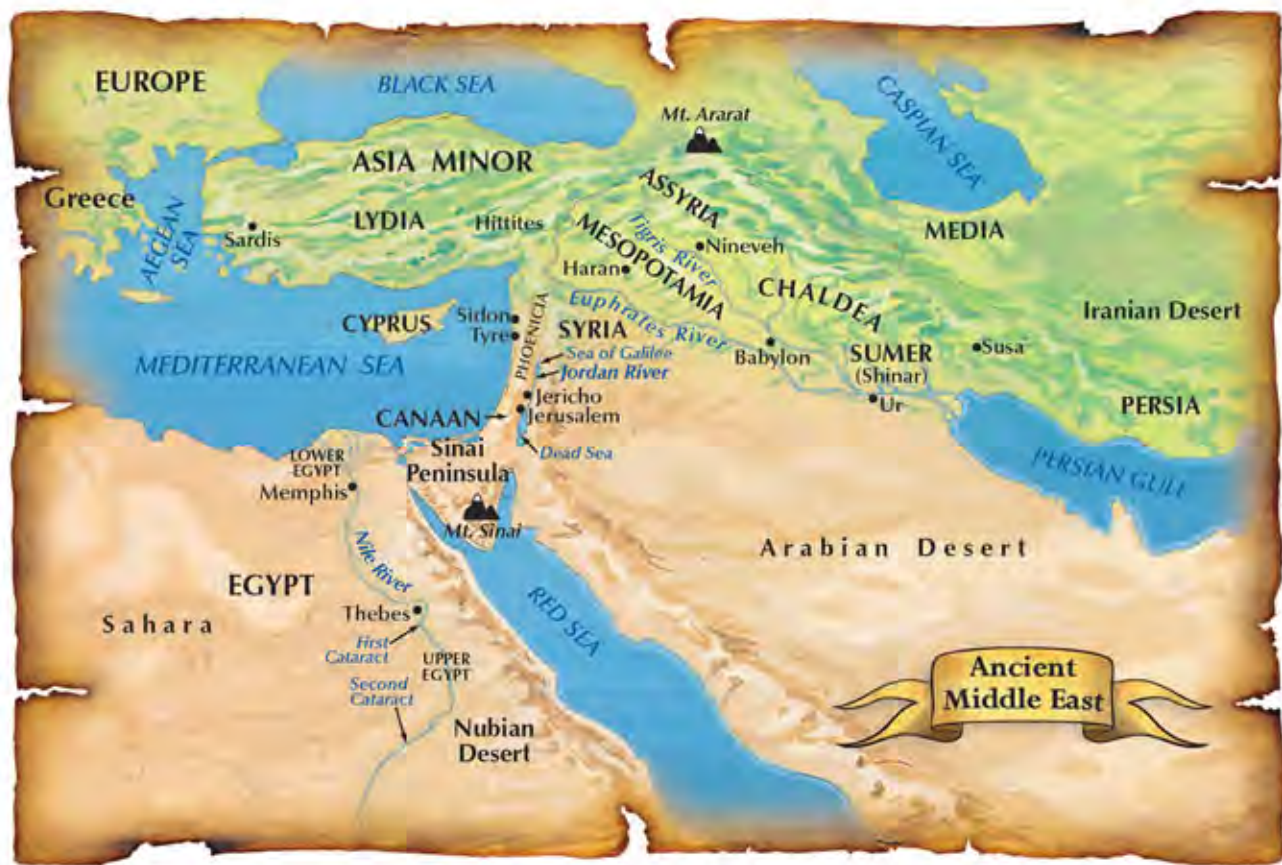 EUROPE
BLACK SEA
CASPIAN SEA
Mt. Ararat
ASIA MINOR
Greece
AEGEAN
SEA
Sardis
LYDIA
Hittites
ASSYRIA
MESOPOTAMIA
Tigris River
Nineveh
MEDIA
Haran
CHALDEA
Iranian Desert
CYPRUS
Sidon
Tyre
PHOENICIA
SYRIA
Euphrates River
Babylon
SUMER
(Shinar)
Susa
MEDITERRANEAN SEA
Sea of Galilee
Jordan River
Jericho
Jerusalem
Ur
PERSIA
CANAAN
Sinai
Peninsula
Dead Sea
PERSIAN GULF
LOWER
EGYPT
Memphis
Mt. Sinai
Arabian Desert
Nile River
EGYPT
Sahara
Thebes
RED SEA
First
Cataract
UPPER
EGYPT
Second
Cataract
Nubian
Desert
Ancient
Middle East